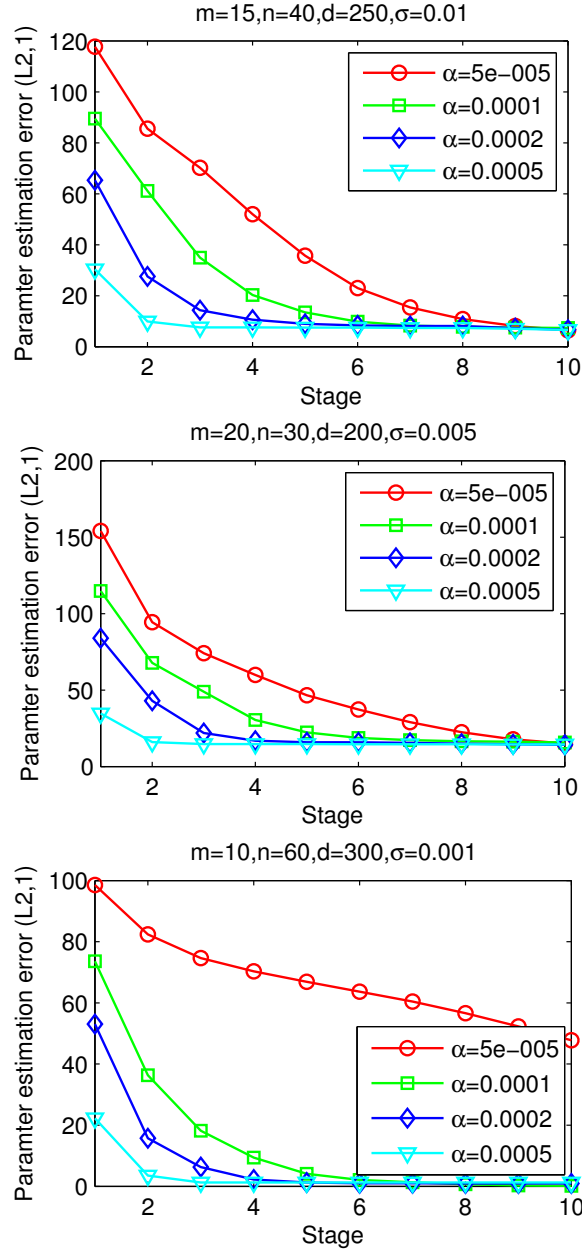 m=15,n=40,d=250,σ=0.01
120
100
80
60
40
20
0
Paramter estimation error (L2,1)
α=5e-005
α=0.0001
α=0.0002
α=0.0005
2 4 6 8 10
Stage
m=20,n=30,d=200,σ=0.005
200
150
100
50
0
Paramter estimation error (L2,1)
α=5e-005
α=0.0001
α=0.0002
α=0.0005
2 4 6 8 10
Stage
m=10,n=60,d=300,σ=0.001
100
80
60
40
20
0
Paramter estimation error (L2,1)
α=5e-005
α=0.0001
α=0.0002
α=0.0005
2 4 6 8 10
Stage